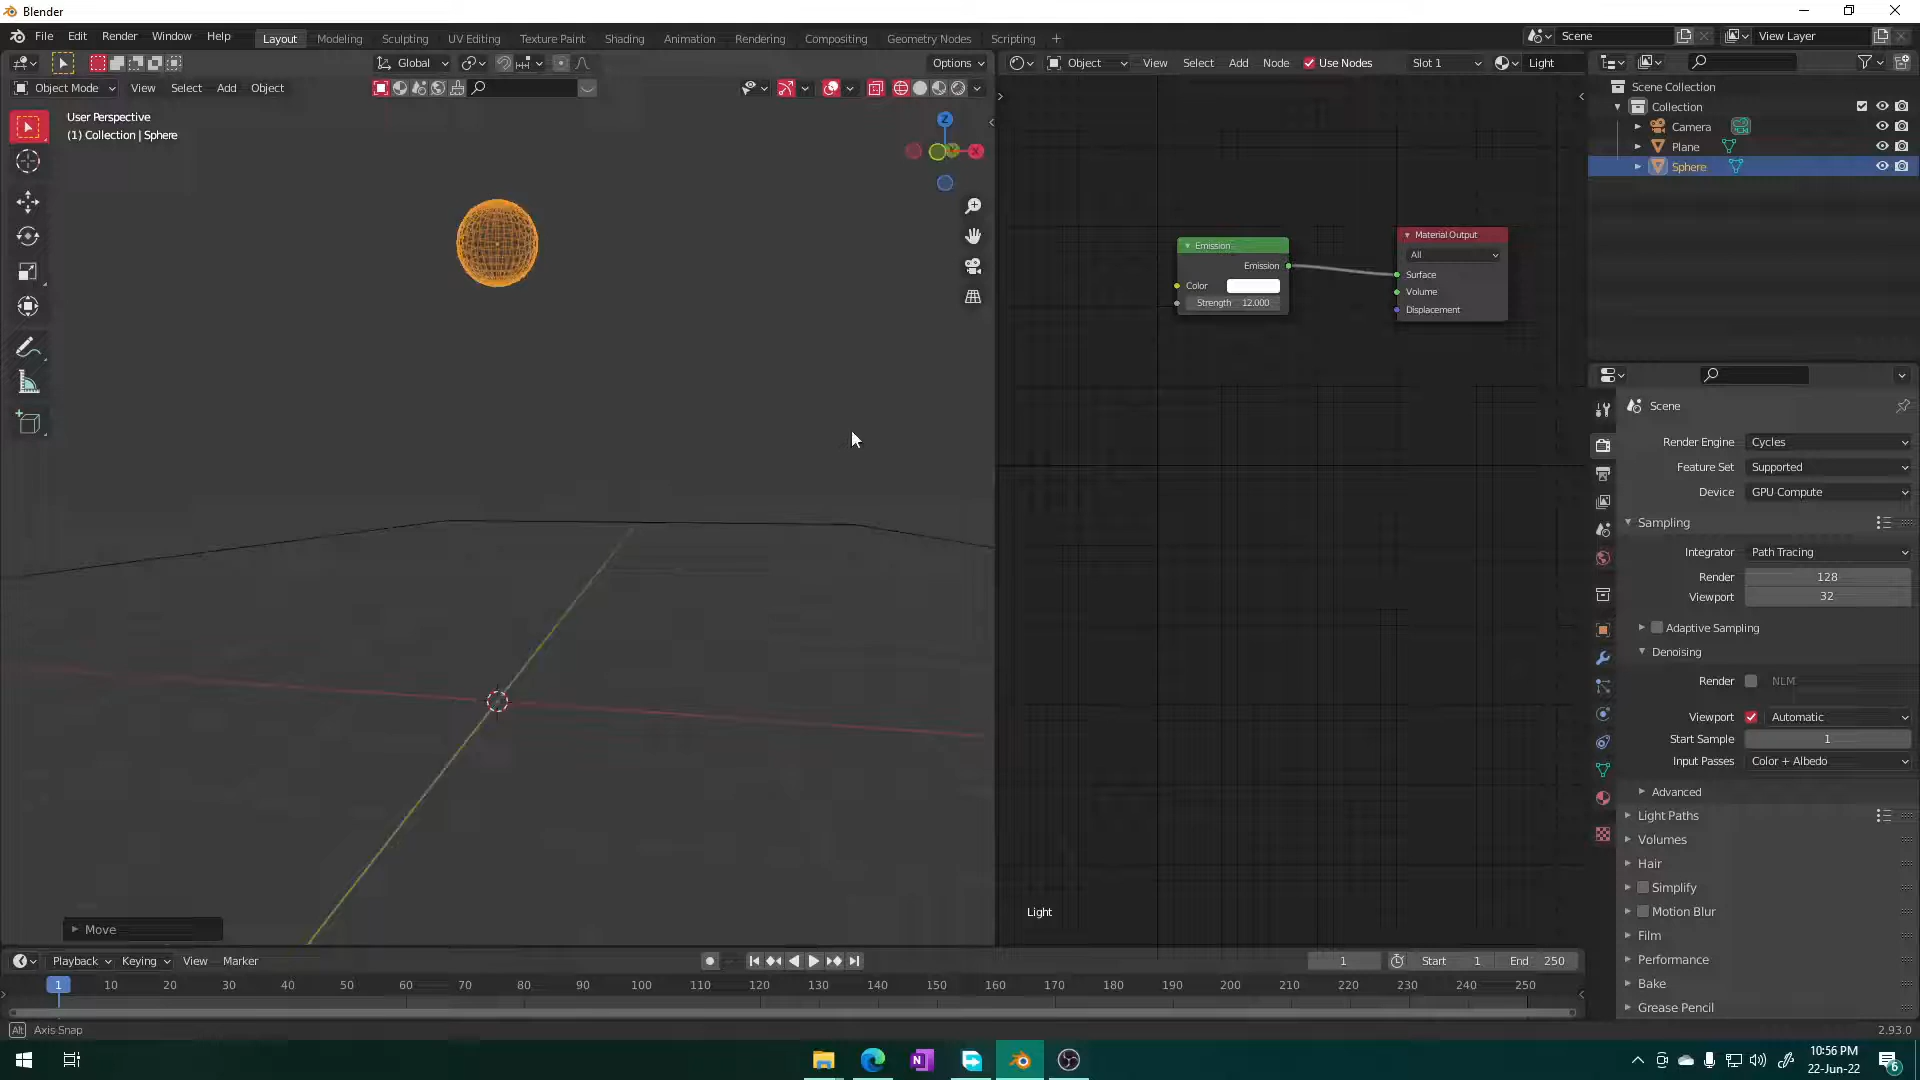 Blender
File Edit Render Window Help
Layout Modeling Sculpting UV Editing Texture Paint Shading Animation Rendering Compositing Geometry Nodes Scripting
Scene
View Layer
Global
Options
Object
View Select Add Node Use Nodes
Slot 1
Light
Object Mode View Select Add Object
User Perspective
(1) Collection | Sphere
Z
X
Scene Collection
Collection
Camera
Plane
Sphere
Emission
Emission
Color
Strength 12.000
Material Output
All
Surface
Volume
Displacement
Scene
Render Engine Cycles
Feature Set Supported
Device GPU Compute
Sampling
Integrator Path Tracing
Render 128
Viewport 32
Adaptive Sampling
Denoising
Render NLM
Viewport Automatic
Start Sample 1
Input Passes Color + Albedo
Advanced
Light Paths
Volumes
Hair
Simplify
Motion Blur
Film
Performance
Bake
Grease Pencil
Light
Move
Playback Keying View Marker
1 Start 1 End 250
1 10 20 30 40 50 60 70 80 90 100 110 120 130 140 150 160 170 180 190 200 210 220 230 240 250
Alt Axis Snap
2.93.0
10:56 PM
22-Jun-22
6